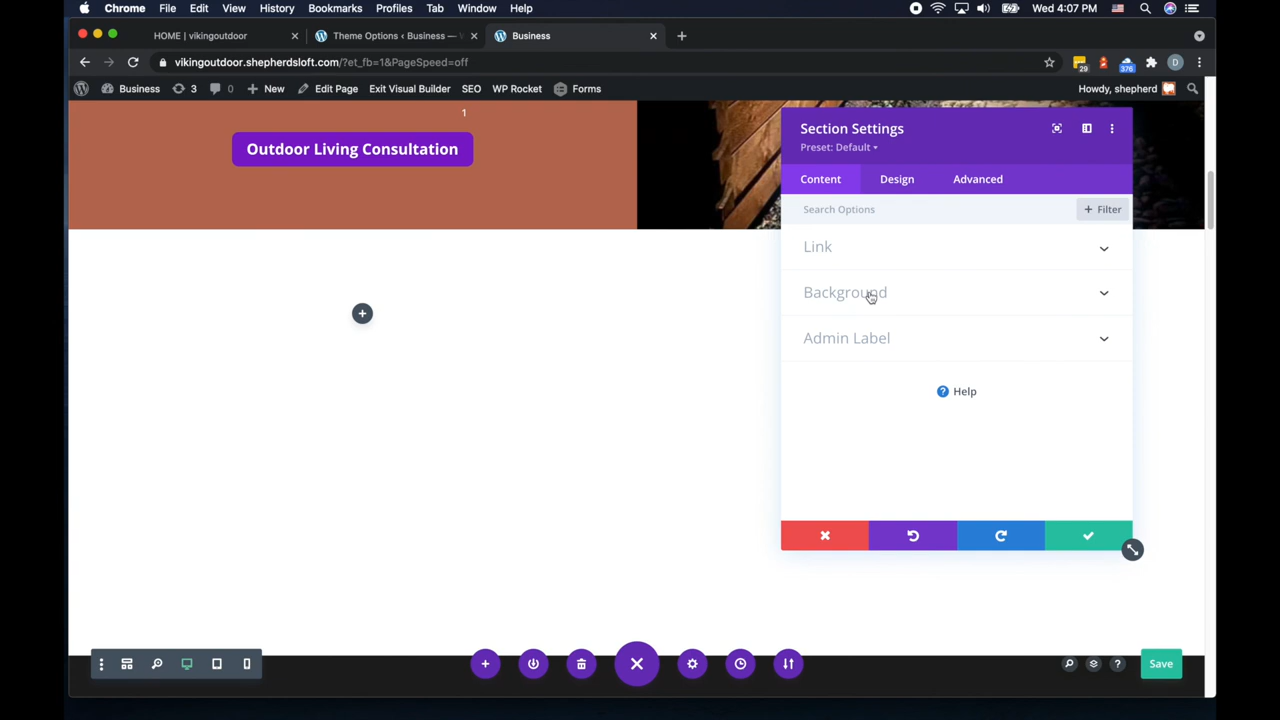 Chrome File Edit View History Bookmarks Profiles Tab Window Help Wed 4:07 PM
HOME | vikingoutdoor Theme Options ‹ Business — Business
vikingoutdoor.shepherdsloft.com/?et_fb=1&PageSpeed=off 29 376 D
Business 3 0 New Edit Page Exit Visual Builder SEO WP Rocket Forms Howdy, shepherd
1
Outdoor Living Consultation
Section Settings
Preset: Default
Content Design Advanced
Search Options + Filter
Link
Background
Admin Label
? Help
? Save